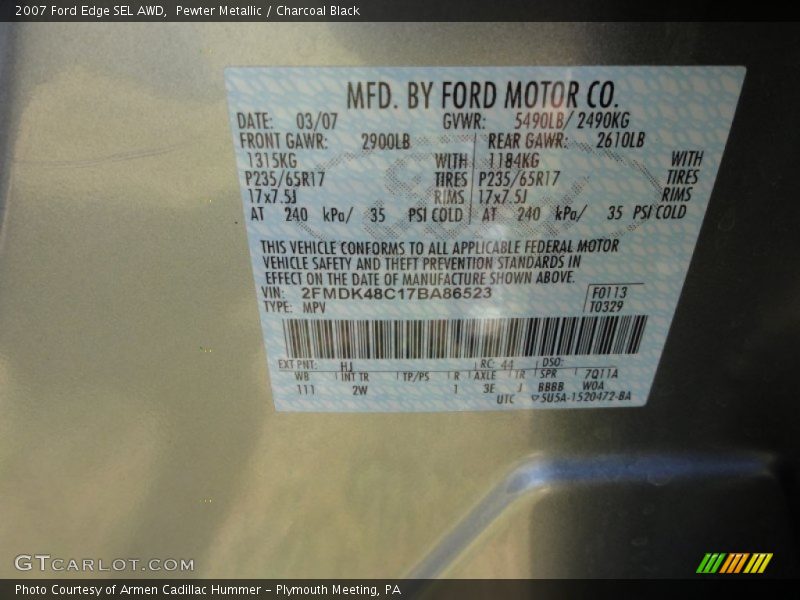 2007 Ford Edge SEL AWD,  Pewter Metallic / Charcoal Black
MFD. BY FORD MOTOR CO.
DATE: 03/07 GVWR: 5490LB/ 2490KG
FRONT GAWR: 2900LB REAR GAWR: 2610LB
1315KG WITH 1184KG WITH
P235/65R17 TIRES P235/65R17 TIRES
17x7.5J RIMS 17x7.5J RIMS
AT 240 kPa/ 35 PSI COLD AT 240 kPa/ 35 PSI COLD
THIS VEHICLE CONFORMS TO ALL APPLICABLE FEDERAL MOTOR
VEHICLE SAFETY AND THEFT PREVENTION STANDARDS IN
EFFECT ON THE DATE OF MANUFACTURE SHOWN ABOVE.
VIN: 2FMDK48C17BA86523 F0113
TYPE: MPV T0329
EXT PNT: HJ RC: 44 DSO:
WB INT TR TP/PS R AXLE TR SPR 7Q11A
111 2W 1 3E J BBBB WOA
UTC ▽5U5A-1520472-BA
GTCARLOT.COM
Photo Courtesy of Armen Cadillac Hummer - Plymouth Meeting, PA